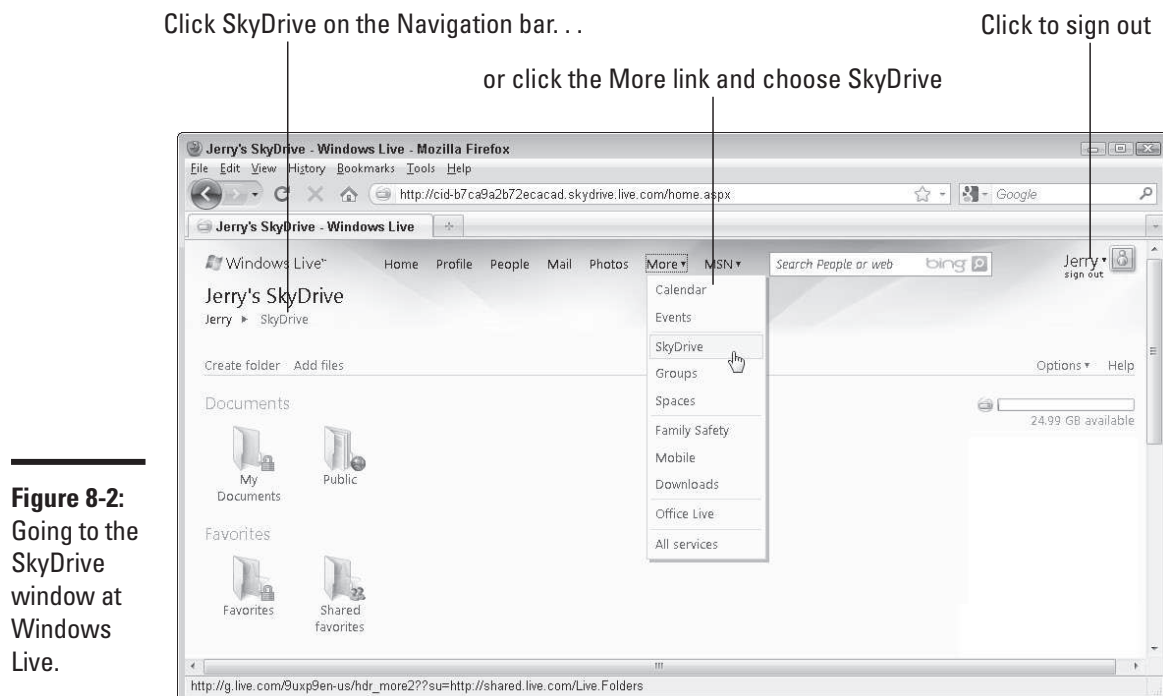 Click SkyDrive on the Navigation bar. . .
Click to sign out
or click the More link and choose SkyDrive
Jerry's SkyDrive - Windows Live - Mozilla Firefox
File Edit View History Bookmarks Tools Help
http://cid-b7ca9a2b72ecacad.skydrive.live.com/home.aspx
Google
Jerry's SkyDrive - Windows Live
Windows Live™ Home Profile People Mail Photos More MSN Search People or web bing Jerry
sign out
Jerry's SkyDrive
Jerry SkyDrive
Calendar
Events
SkyDrive
Groups
Spaces
Family Safety
Mobile
Downloads
Office Live
All services
Create folder Add files Options Help
Documents
24.99 GB available
My Documents
Public
Favorites
Favorites
Shared favorites
http://g.live.com/9uxp9en-us/hdr_more2??su=http://shared.live.com/Live.Folders
Figure 8-2:
Going to the
SkyDrive
window at
Windows
Live.